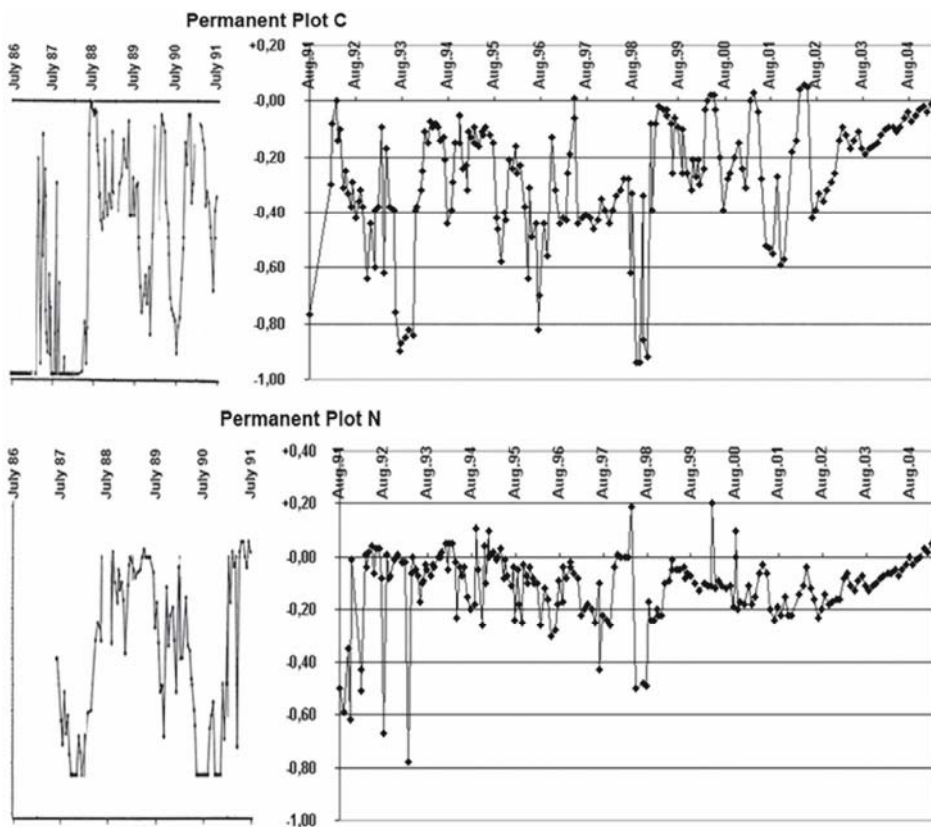 Permanent Plot C
July 86
July 87
July 88
July 89
July 90
July 91
+0,20
-0,00
-0,20
-0,40
-0,60
-0,80
-1,00
Aug.91
Aug.92
Aug.93
Aug.94
Aug.95
Aug.96
Aug.97
Aug.98
Aug.99
Aug.00
Aug.01
Aug.02
Aug.03
Aug.04
Permanent Plot N
July 86
July 87
July 88
July 89
July 90
July 91
+0,40
+0,20
-0,00
-0,20
-0,40
-0,60
-0,80
-1,00
Aug.91
Aug.92
Aug.93
Aug.94
Aug.95
Aug.96
Aug.97
Aug.98
Aug.99
Aug.00
Aug.01
Aug.02
Aug.03
Aug.04